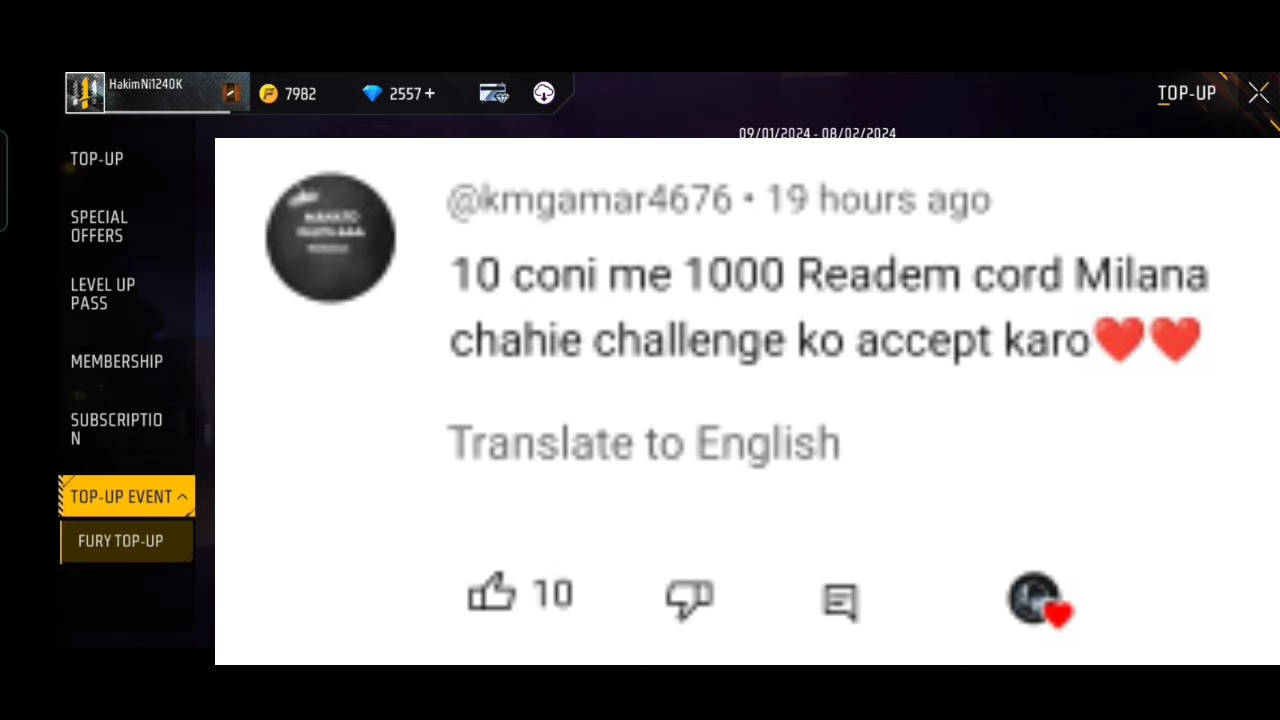 HakimNi1240K
7982
2557 +
TOP-UP
09/01/2024 - 08/02/2024
TOP-UP
SPECIAL
OFFERS
LEVEL UP
PASS
MEMBERSHIP
SUBSCRIPTIO
N
TOP-UP EVENT
FURY TOP-UP
@kmgamar4676 • 19 hours ago
10 coni me 1000 Readem cord Milana
chahie challenge ko accept karo❤️❤️
Translate to English
10